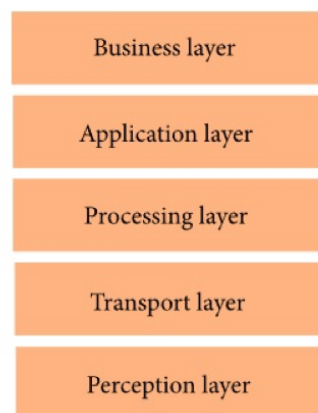 Business layer
Application layer
Processing layer
Transport layer
Perception layer